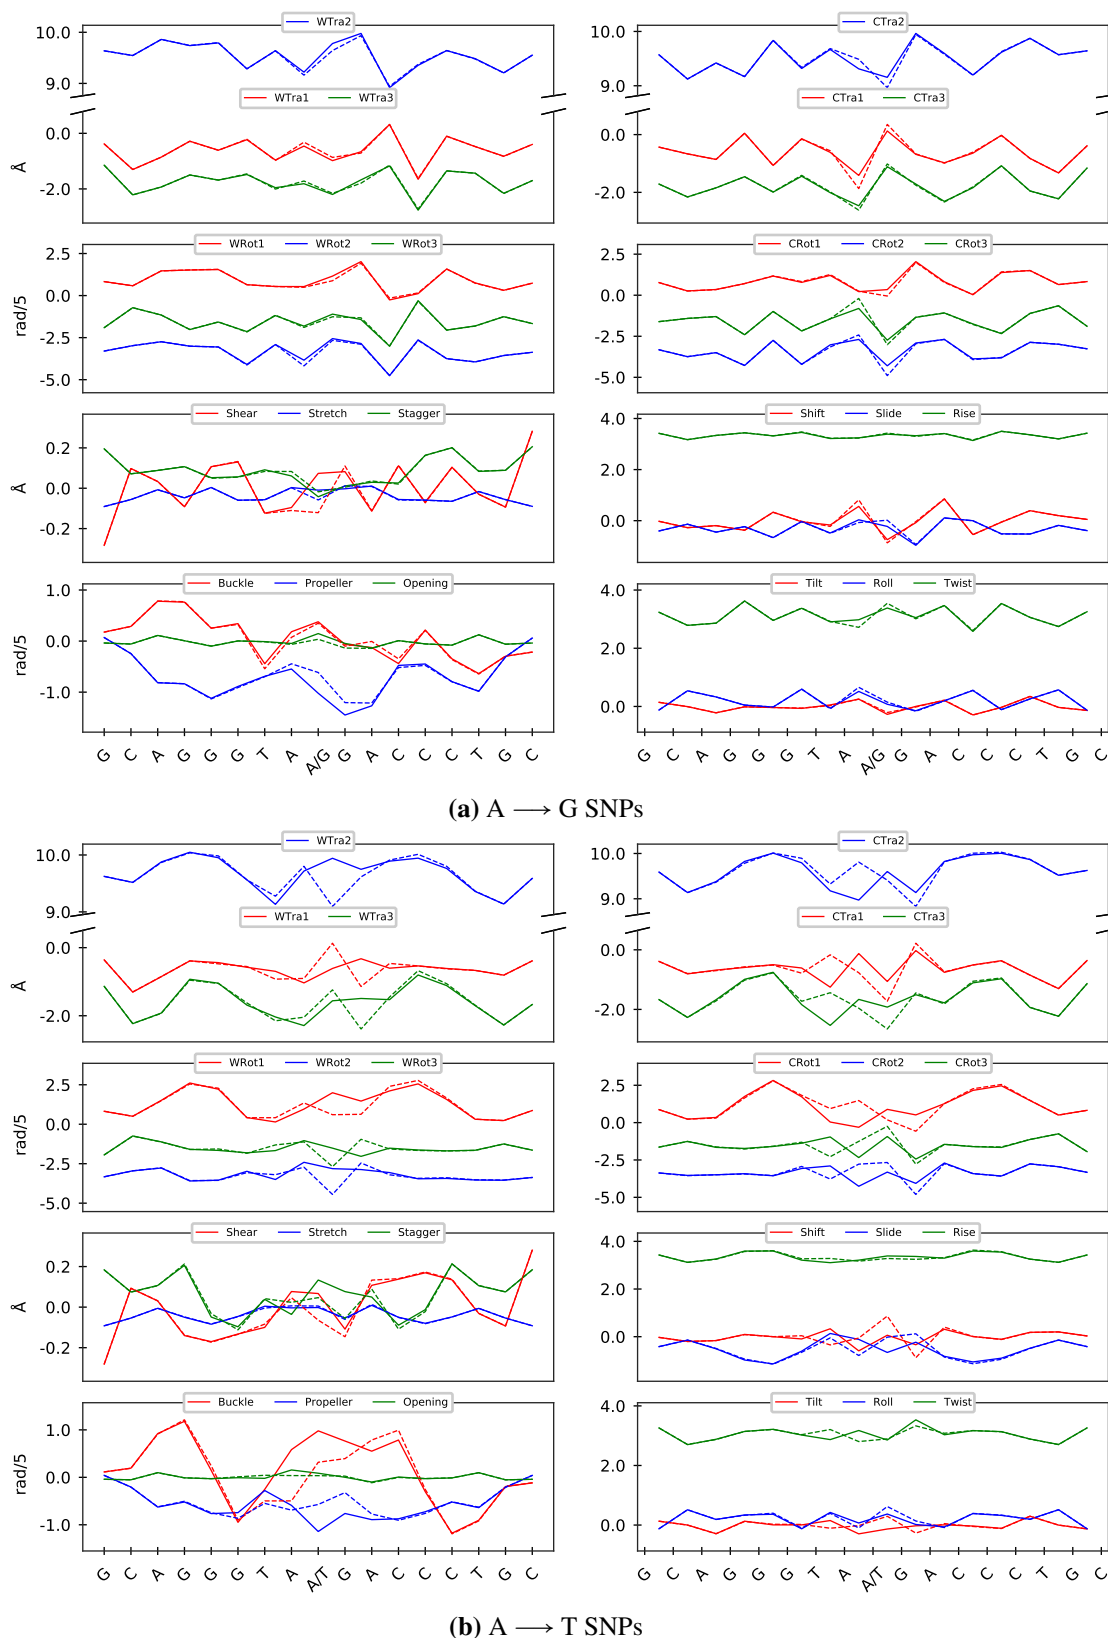 WTra2
10.0
9.0
WTra1 WTra3
0.0
-2.0
Å
WRot1 WRot2 WRot3
2.5
0.0
-2.5
-5.0
rad/5
Shear Stretch Stagger
0.2
0.0
-0.2
Å
Buckle Propeller Opening
1.0
0.0
-1.0
rad/5
G C A G G G T A A/G G A C C C T G C
CTra2
10.0
9.0
CTra1 CTra3
0.0
-2.0
CRot1 CRot2 CRot3
2.5
0.0
-2.5
-5.0
Shift Slide Rise
4.0
2.0
0.0
Tilt Roll Twist
4.0
2.0
0.0
G C A G G G T A A/G G A C C C T G C
(a) A ⟶ G SNPs
WTra2
10.0
9.0
WTra1 WTra3
0.0
-2.0
Å
WRot1 WRot2 WRot3
2.5
0.0
-2.5
-5.0
rad/5
Shear Stretch Stagger
0.2
0.0
-0.2
Å
Buckle Propeller Opening
1.0
0.0
-1.0
rad/5
G C A G G G T A A/T G A C C C T G C
CTra2
10.0
9.0
CTra1 CTra3
0.0
-2.0
CRot1 CRot2 CRot3
2.5
0.0
-2.5
-5.0
Shift Slide Rise
4.0
2.0
0.0
Tilt Roll Twist
4.0
2.0
0.0
G C A G G G T A A/T G A C C C T G C
(b) A ⟶ T SNPs